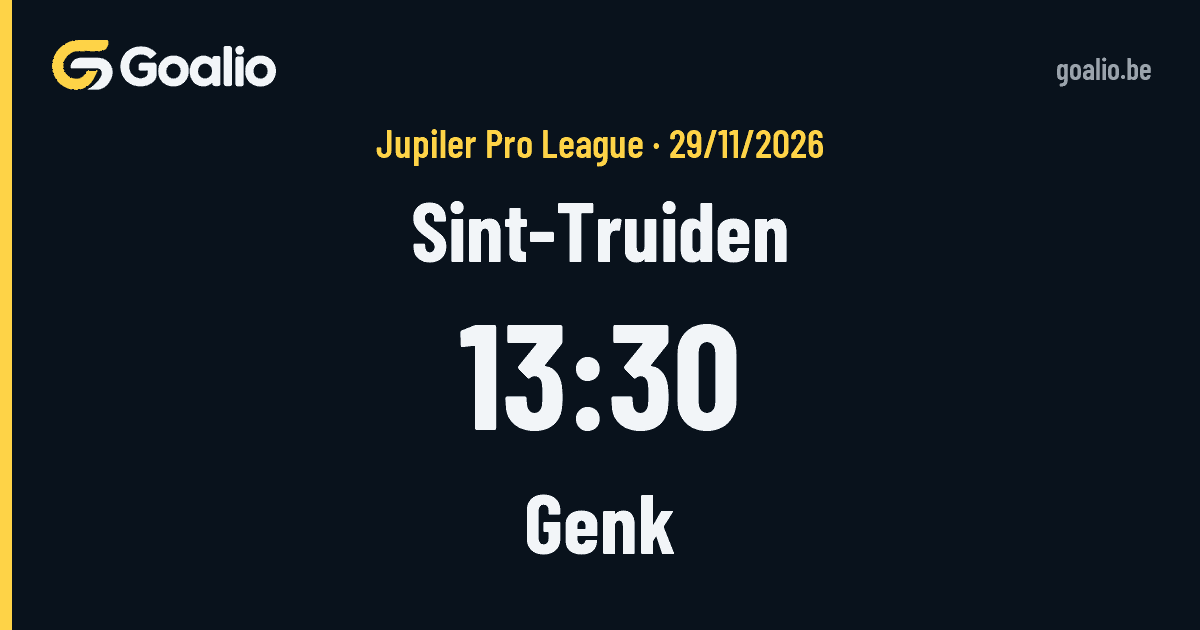 Goalio
goalio.be
Jupiler Pro League · 29/11/2026
Sint-Truiden
13:30
Genk